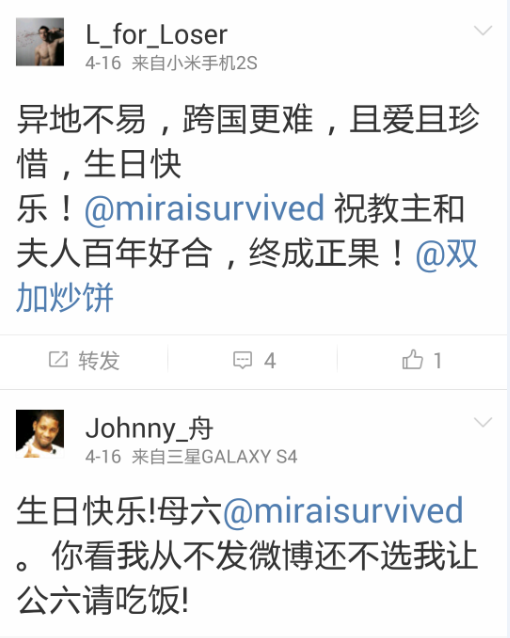 L_for_Loser
4-16 来自小米手机2S
异地不易，跨国更难，且爱且珍
惜，生日快
乐！@miraisurvived 祝教主和
夫人百年好合，终成正果！@双
加炒饼
转发 4 1
Johnny_舟
4-16 来自三星GALAXY S4
生日快乐!母六@miraisurvived
。你看我从不发微博还不选我让
公六请吃饭!